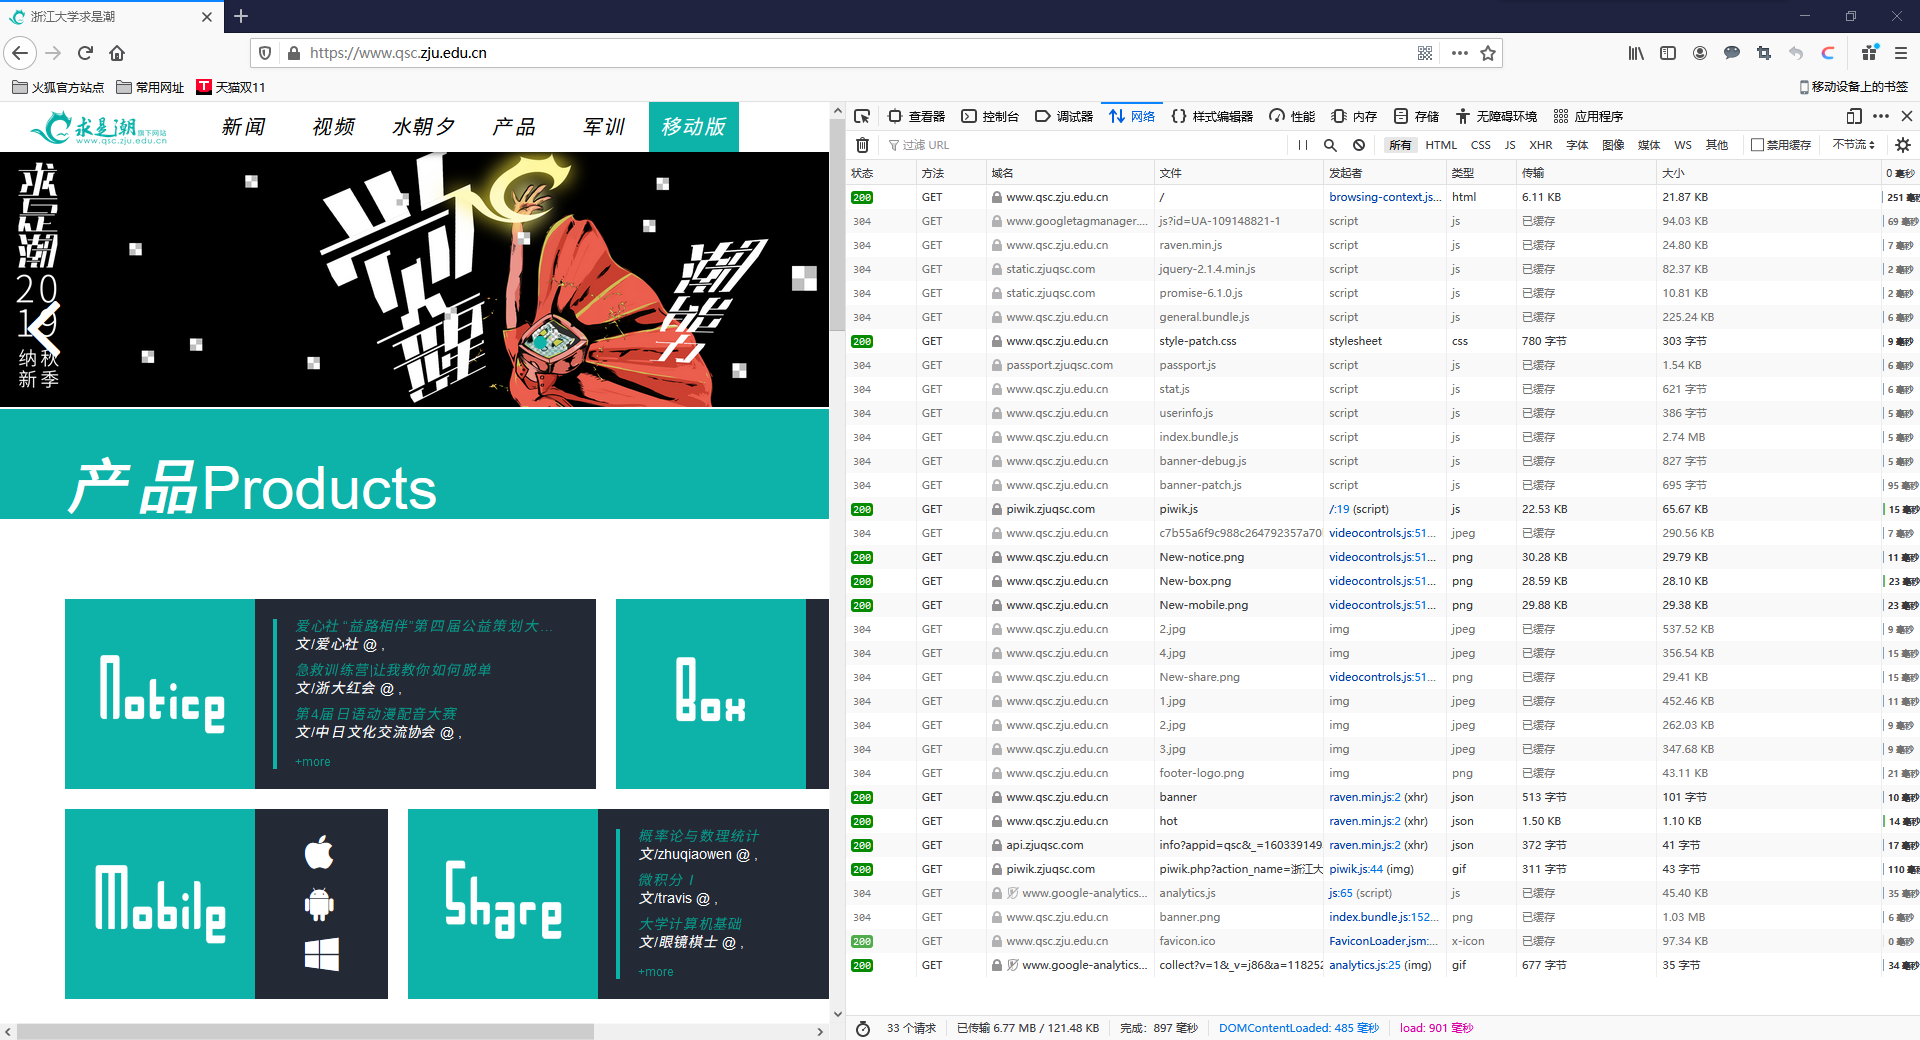 浙江大学求是潮
https://www.qsc.zju.edu.cn
火狐官方站点 常用网址 天猫双11 移动设备上的书签
求是潮 旗下网站
www.qsc.zju.edu.cn
新闻 视频 水朝夕 产品 军训 移动版
求是潮
2019
纳新
秋季
潮能力
产品Products
Notice
爱心社 “益路相伴”第四届公益策划大...
文/爱心社 @ ,
急救训练营|让我教你如何脱单
文/浙大红会 @ ,
第4届日语动漫配音大赛
文/中日文化交流协会 @ ,
+more
Box
Mobile
Share
概率论与数理统计
文/zhuqiaowen @ ,
微积分 I
文/travis @ ,
大学计算机基础
文/眼镜棋士 @ ,
+more
查看器 控制台 调试器 网络 样式编辑器 性能 内存 存储 无障碍环境 应用程序
过滤 URL 所有 HTML CSS JS XHR 字体 图像 媒体 WS 其他 禁用缓存 不节流
状态 方法 域名 文件 发起者 类型 传输 大小 0 毫秒
200 GET www.qsc.zju.edu.cn / browsing-context.js... html 6.11 KB 21.87 KB 251 毫秒
304 GET www.googletagmanager.... js?id=UA-109148821-1 script js 已缓存 94.03 KB 69 毫秒
304 GET www.qsc.zju.edu.cn raven.min.js script js 已缓存 24.80 KB 7 毫秒
304 GET static.zjuqsc.com jquery-2.1.4.min.js script js 已缓存 82.37 KB 2 毫秒
304 GET static.zjuqsc.com promise-6.1.0.js script js 已缓存 10.81 KB 2 毫秒
304 GET www.qsc.zju.edu.cn general.bundle.js script js 已缓存 225.24 KB 6 毫秒
200 GET www.qsc.zju.edu.cn style-patch.css stylesheet css 780 字节 303 字节 9 毫秒
304 GET passport.zjuqsc.com passport.js script js 已缓存 1.54 KB 6 毫秒
304 GET www.qsc.zju.edu.cn stat.js script js 已缓存 621 字节 6 毫秒
304 GET www.qsc.zju.edu.cn userinfo.js script js 已缓存 386 字节 5 毫秒
304 GET www.qsc.zju.edu.cn index.bundle.js script js 已缓存 2.74 MB 5 毫秒
304 GET www.qsc.zju.edu.cn banner-debug.js script js 已缓存 827 字节 5 毫秒
304 GET www.qsc.zju.edu.cn banner-patch.js script js 已缓存 695 字节 95 毫秒
200 GET piwik.zjuqsc.com piwik.js /:19 (script) js 22.53 KB 65.67 KB 15 毫秒
304 GET www.qsc.zju.edu.cn c7b55a6f9c988c264792357a70 videocontrols.js:51... jpeg 已缓存 290.56 KB 7 毫秒
200 GET www.qsc.zju.edu.cn New-notice.png videocontrols.js:51... png 30.28 KB 29.79 KB 11 毫秒
200 GET www.qsc.zju.edu.cn New-box.png videocontrols.js:51... png 28.59 KB 28.10 KB 23 毫秒
200 GET www.qsc.zju.edu.cn New-mobile.png videocontrols.js:51... png 29.88 KB 29.38 KB 23 毫秒
304 GET www.qsc.zju.edu.cn 2.jpg img jpeg 已缓存 537.52 KB 9 毫秒
304 GET www.qsc.zju.edu.cn 4.jpg img jpeg 已缓存 356.54 KB 15 毫秒
304 GET www.qsc.zju.edu.cn New-share.png videocontrols.js:51... png 已缓存 29.41 KB 15 毫秒
304 GET www.qsc.zju.edu.cn 1.jpg img jpeg 已缓存 452.46 KB 11 毫秒
304 GET www.qsc.zju.edu.cn 2.jpg img jpeg 已缓存 262.03 KB 9 毫秒
304 GET www.qsc.zju.edu.cn 3.jpg img jpeg 已缓存 347.68 KB 9 毫秒
304 GET www.qsc.zju.edu.cn footer-logo.png img png 已缓存 43.11 KB 21 毫秒
200 GET www.qsc.zju.edu.cn banner raven.min.js:2 (xhr) json 513 字节 101 字节 10 毫秒
200 GET www.qsc.zju.edu.cn hot raven.min.js:2 (xhr) json 1.50 KB 1.10 KB 14 毫秒
200 GET api.zjuqsc.com info?appid=qsc&_=160339149 raven.min.js:2 (xhr) json 372 字节 41 字节 17 毫秒
200 GET piwik.zjuqsc.com piwik.php?action_name=浙江大 piwik.js:44 (img) gif 311 字节 43 字节 110 毫秒
304 GET www.google-analytics... analytics.js js:65 (script) js 已缓存 45.40 KB 35 毫秒
304 GET www.qsc.zju.edu.cn banner.png index.bundle.js:152... png 已缓存 1.03 MB 6 毫秒
200 GET www.qsc.zju.edu.cn favicon.ico FaviconLoader.jsm:... x-icon 已缓存 97.34 KB 0 毫秒
200 GET www.google-analytics... collect?v=1&_v=j86&a=118252 analytics.js:25 (img) gif 677 字节 35 字节 34 毫秒
33 个请求 已传输 6.77 MB / 121.48 KB 完成: 897 毫秒 DOMContentLoaded: 485 毫秒 load: 901 毫秒